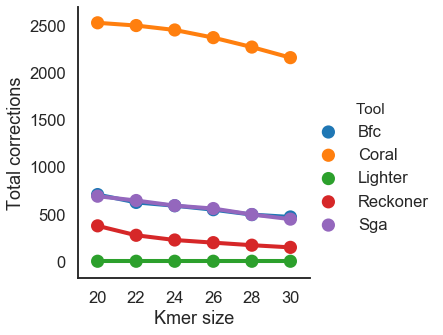 2500
2000
1500
1000
500
0
Total corrections
20 22 24 26 28 30
Kmer size
Tool
Bfc
Coral
Lighter
Reckoner
Sga